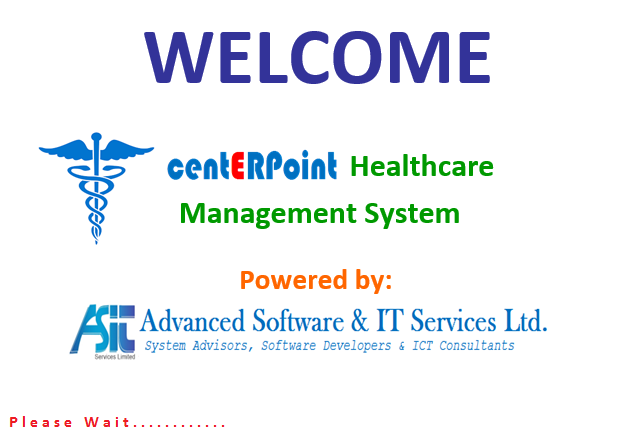 WELCOME
centERPoint Healthcare
Management System
Powered by:
ASIT Advanced Software & IT Services Ltd.
Services Limited
System Advisors, Software Developers & ICT Consultants
Please Wait............